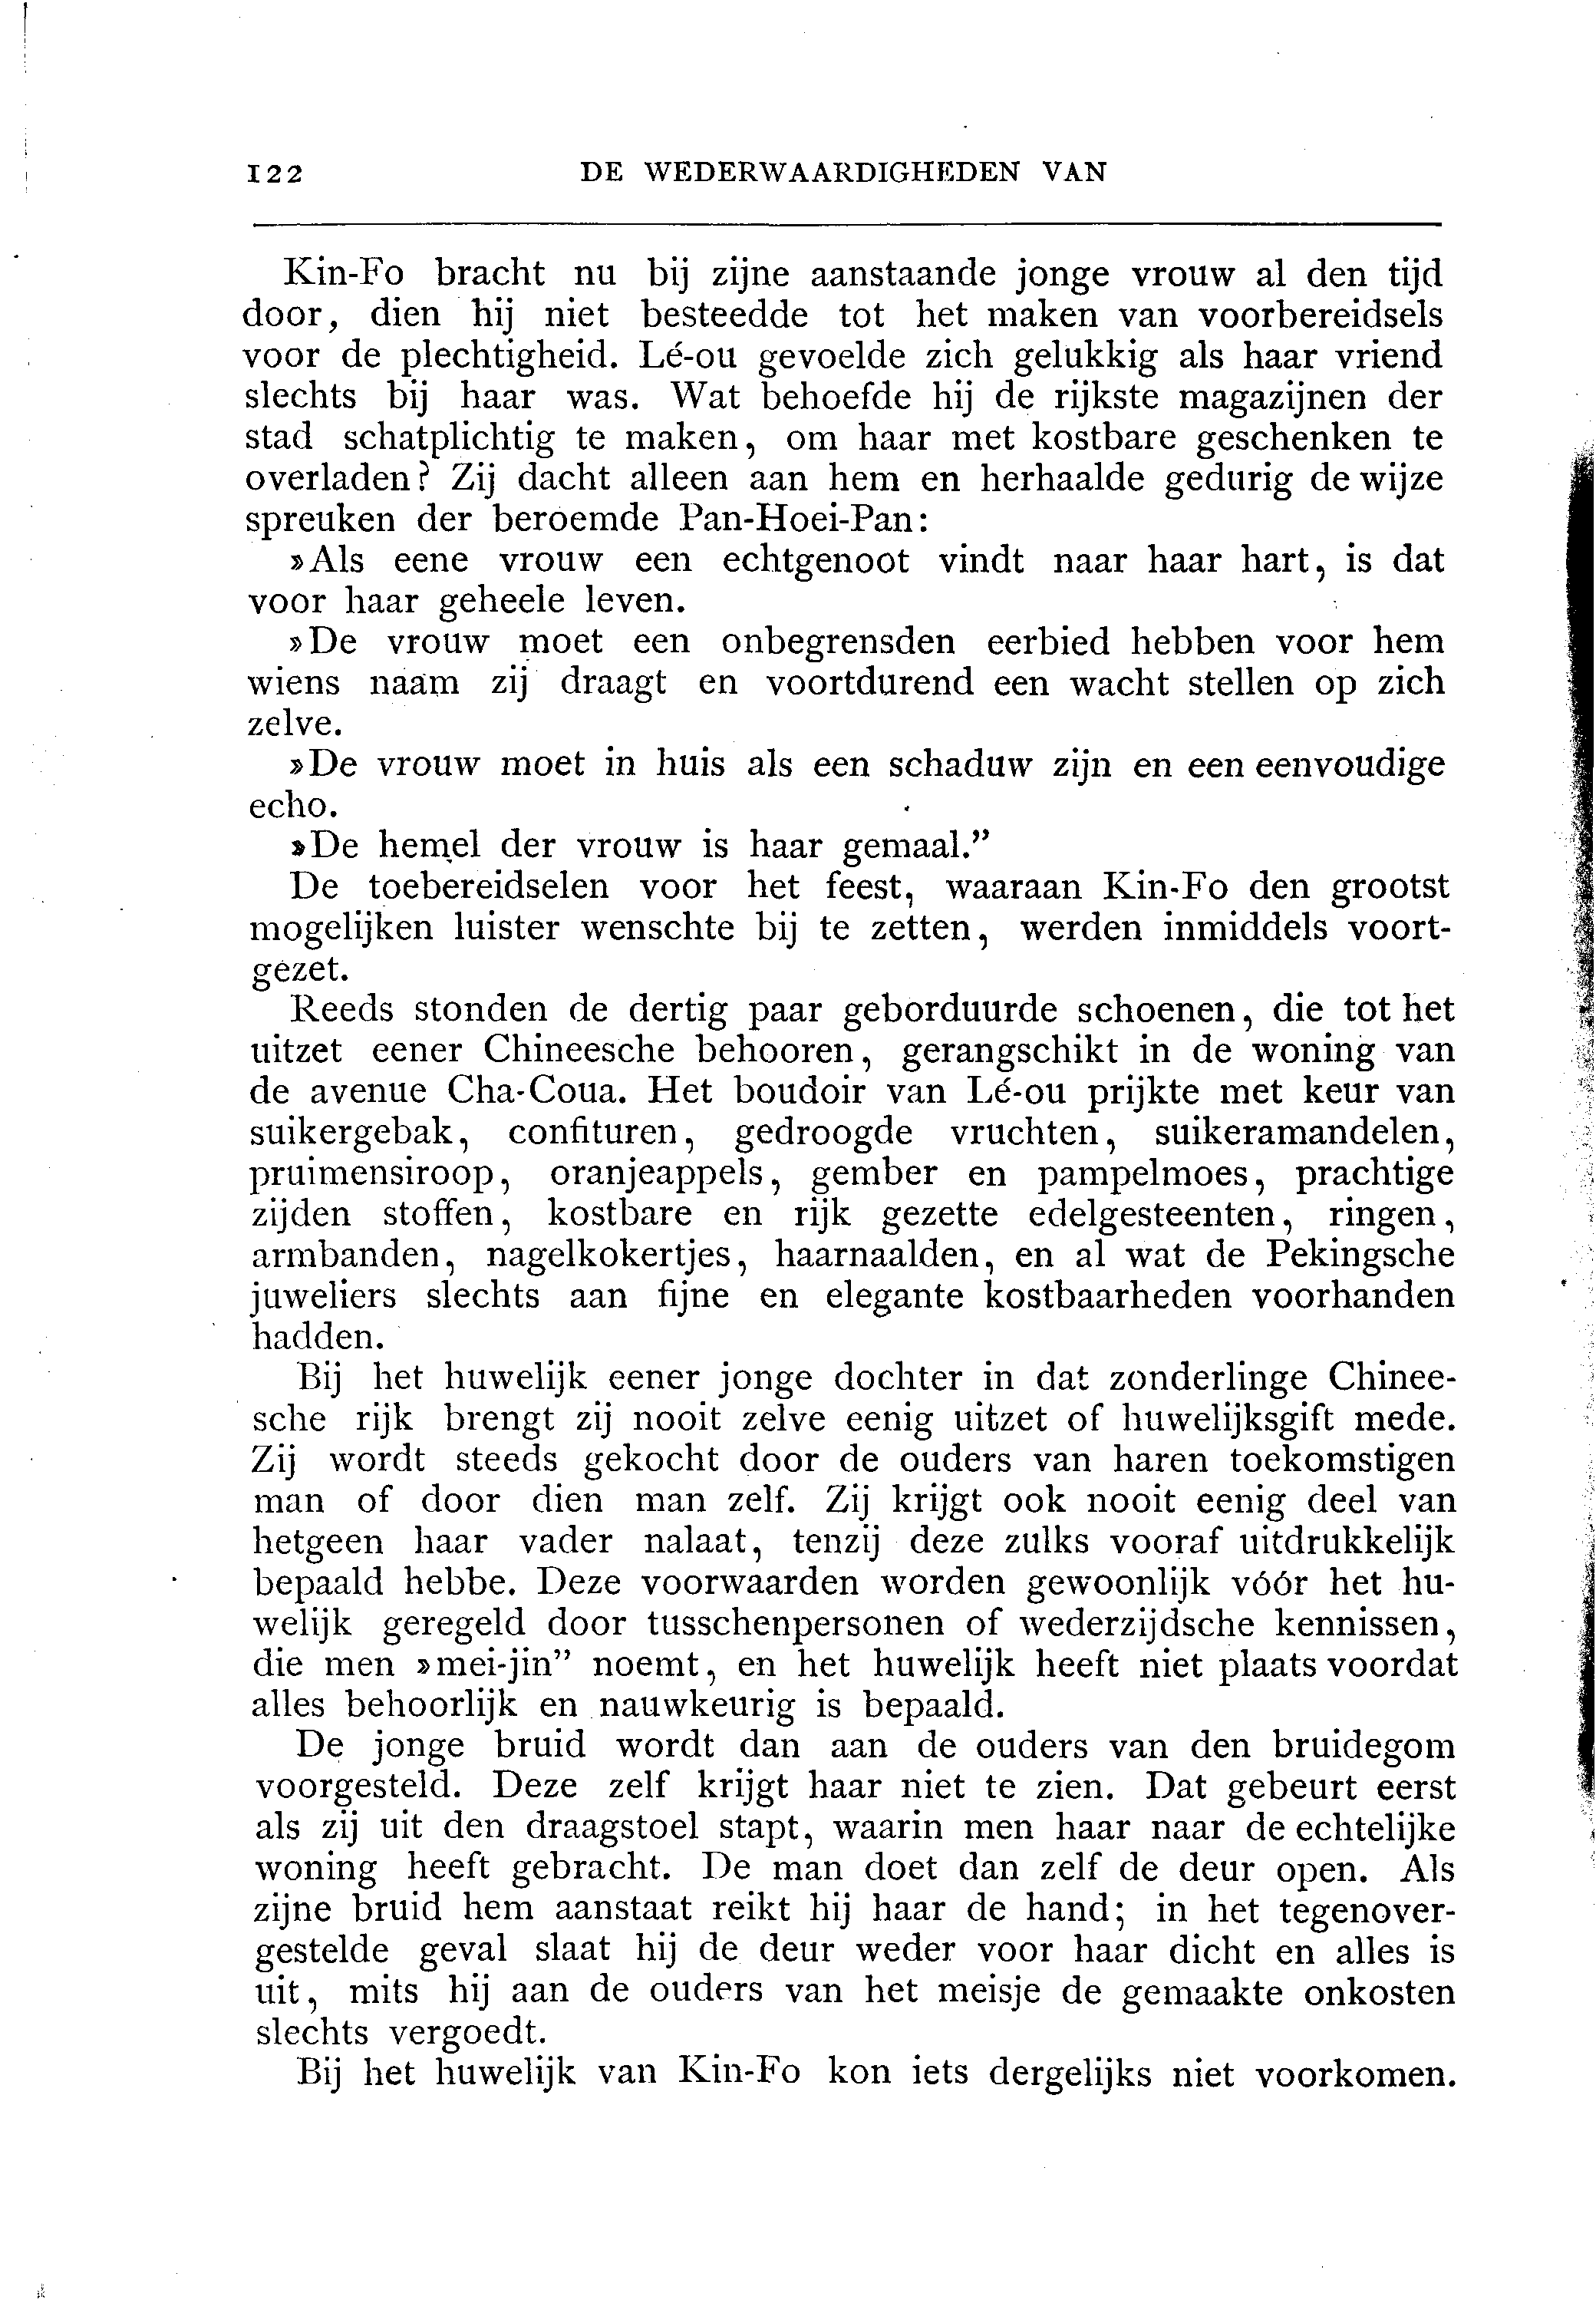 122 DE WEDERWAARDIGHEDEN VAN
Kin-Fo bracht nu bij zijne aanstaande jonge vrouw al den tijd
door, dien hij niet besteedde tot het maken van voorbereidsels
voor de plechtigheid. Lé-ou gevoelde zich gelukkig als haar vriend
slechts bij haar was. Wat behoefde hij de rijkste magazijnen der
stad schatplichtig te maken, om haar met kostbare geschenken te
overladen? Zij dacht alleen aan hem en herhaalde gedurig de wijze
spreuken der beroemde Pan-Hoei-Pan:
»Als eene vrouw een echtgenoot vindt naar haar hart, is dat
voor haar geheele leven.
»De vrouw moet een onbegrensden eerbied hebben voor hem
wiens naam zij draagt en voortdurend een wacht stellen op zich
zelve.
»De vrouw moet in huis als een schaduw zijn en een eenvoudige
echo.
»De hemel der vrouw is haar gemaal.”
De toebereidselen voor het feest, waaraan Kin-Fo den grootst
mogelijken luister wenschte bij te zetten, werden inmiddels voort-
gezet.
Reeds stonden de dertig paar geborduurde schoenen, die tot het
uitzet eener Chineesche behooren, gerangschikt in de woning van
de avenue Cha-Coua. Het boudoir van Lé-ou prijkte met keur van
suikergebak, confituren, gedroogde vruchten, suikeramandelen,
pruimensiroop, oranjeappels, gember en pampelmoes, prachtige
zijden stoffen, kostbare en rijk gezette edelgesteenten, ringen,
armbanden, nagelkokertjes, haarnaalden, en al wat de Pekingsche
juweliers slechts aan fijne en elegante kostbaarheden voorhanden
hadden.
Bij het huwelijk eener jonge dochter in dat zonderlinge Chinee-
sche rijk brengt zij nooit zelve eenig uitzet of huwelijksgift mede.
Zij wordt steeds gekocht door de ouders van haren toekomstigen
man of door dien man zelf. Zij krijgt ook nooit eenig deel van
hetgeen haar vader nalaat, tenzij deze zulks vooraf uitdrukkelijk
bepaald hebbe. Deze voorwaarden worden gewoonlijk vóór het hu-
welijk geregeld door tusschenpersonen of wederzijdsche kennissen,
die men »mei-jin” noemt, en het huwelijk heeft niet plaats voordat
alles behoorlijk en nauwkeurig is bepaald.
De jonge bruid wordt dan aan de ouders van den bruidegom
voorgesteld. Deze zelf krijgt haar niet te zien. Dat gebeurt eerst
als zij uit den draagstoel stapt, waarin men haar naar de echtelijke
woning heeft gebracht. De man doet dan zelf de deur open. Als
zijne bruid hem aanstaat reikt hij haar de hand; in het tegenover-
gestelde geval slaat hij de deur weder voor haar dicht en alles is
uit, mits hij aan de ouders van het meisje de gemaakte onkosten
slechts vergoedt.
Bij het huwelijk van Kin-Fo kon iets dergelijks niet voorkomen.